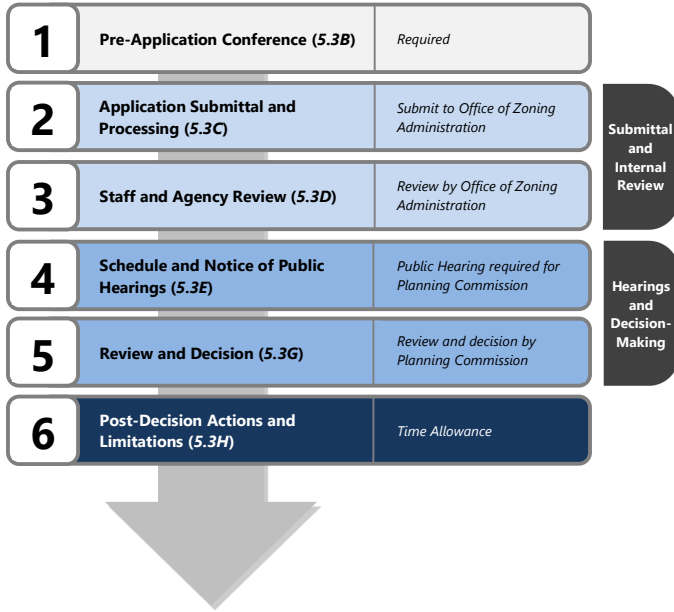 1
Pre-Application Conference (5.3B)
Required
2
Application Submittal and
Processing (5.3C)
Submit to Office of Zoning
Administration
3
Staff and Agency Review (5.3D)
Review by Office of Zoning
Administration
Submittal
and
Internal
Review
4
Schedule and Notice of Public
Hearings (5.3E)
Public Hearing required for
Planning Commission
5
Review and Decision (5.3G)
Review and decision by
Planning Commission
Hearings
and
Decision-
Making
6
Post-Decision Actions and
Limitations (5.3H)
Time Allowance